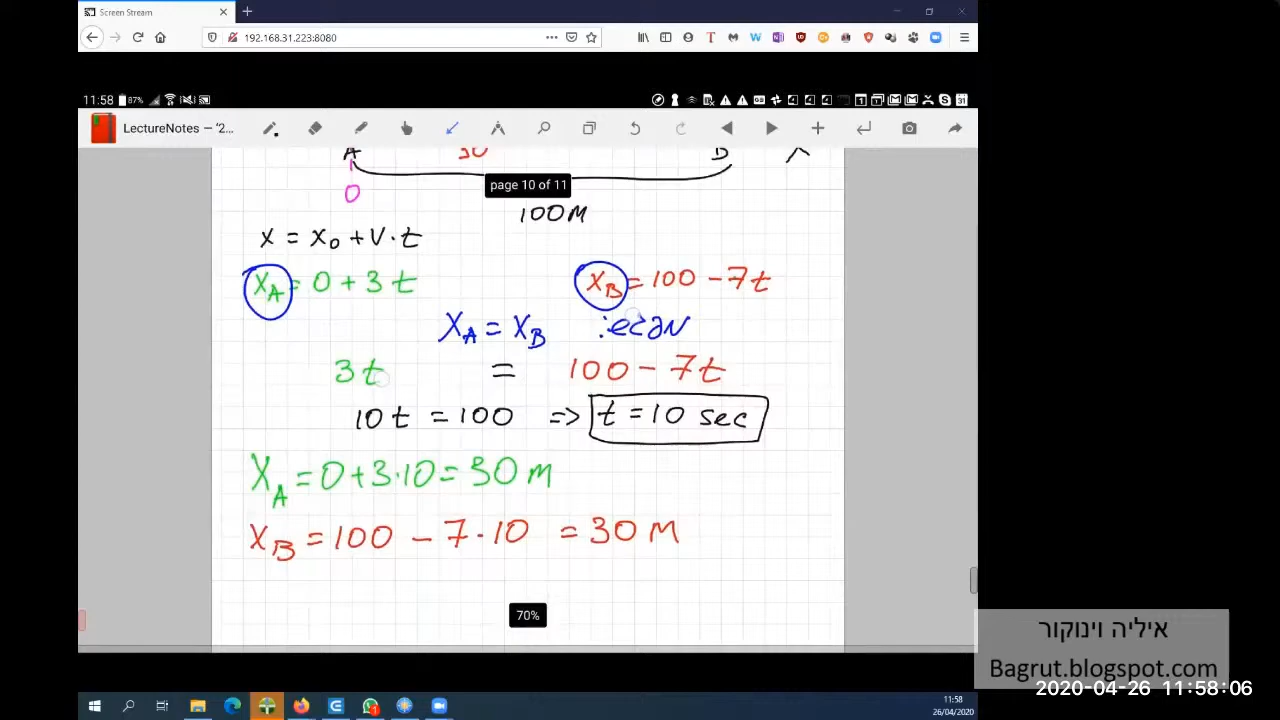 Screen Stream
192.168.31.223:8080
11:58 87%
LectureNotes — '2...
A 30 B
0
page 10 of 11
100M
x = x₀ + V·t
x_A = 0 + 3t x_B = 100 - 7t
X_A = X_B מפגש:
3t = 100 - 7t
10t = 100 => t = 10 sec
X_A = 0+3·10 = 30 M
X_B = 100 - 7·10 = 30 M
70%
איליה וינוקור
Bagrut.blogspot.com
2020-04-26 11:58:06
11:58
26/04/2020